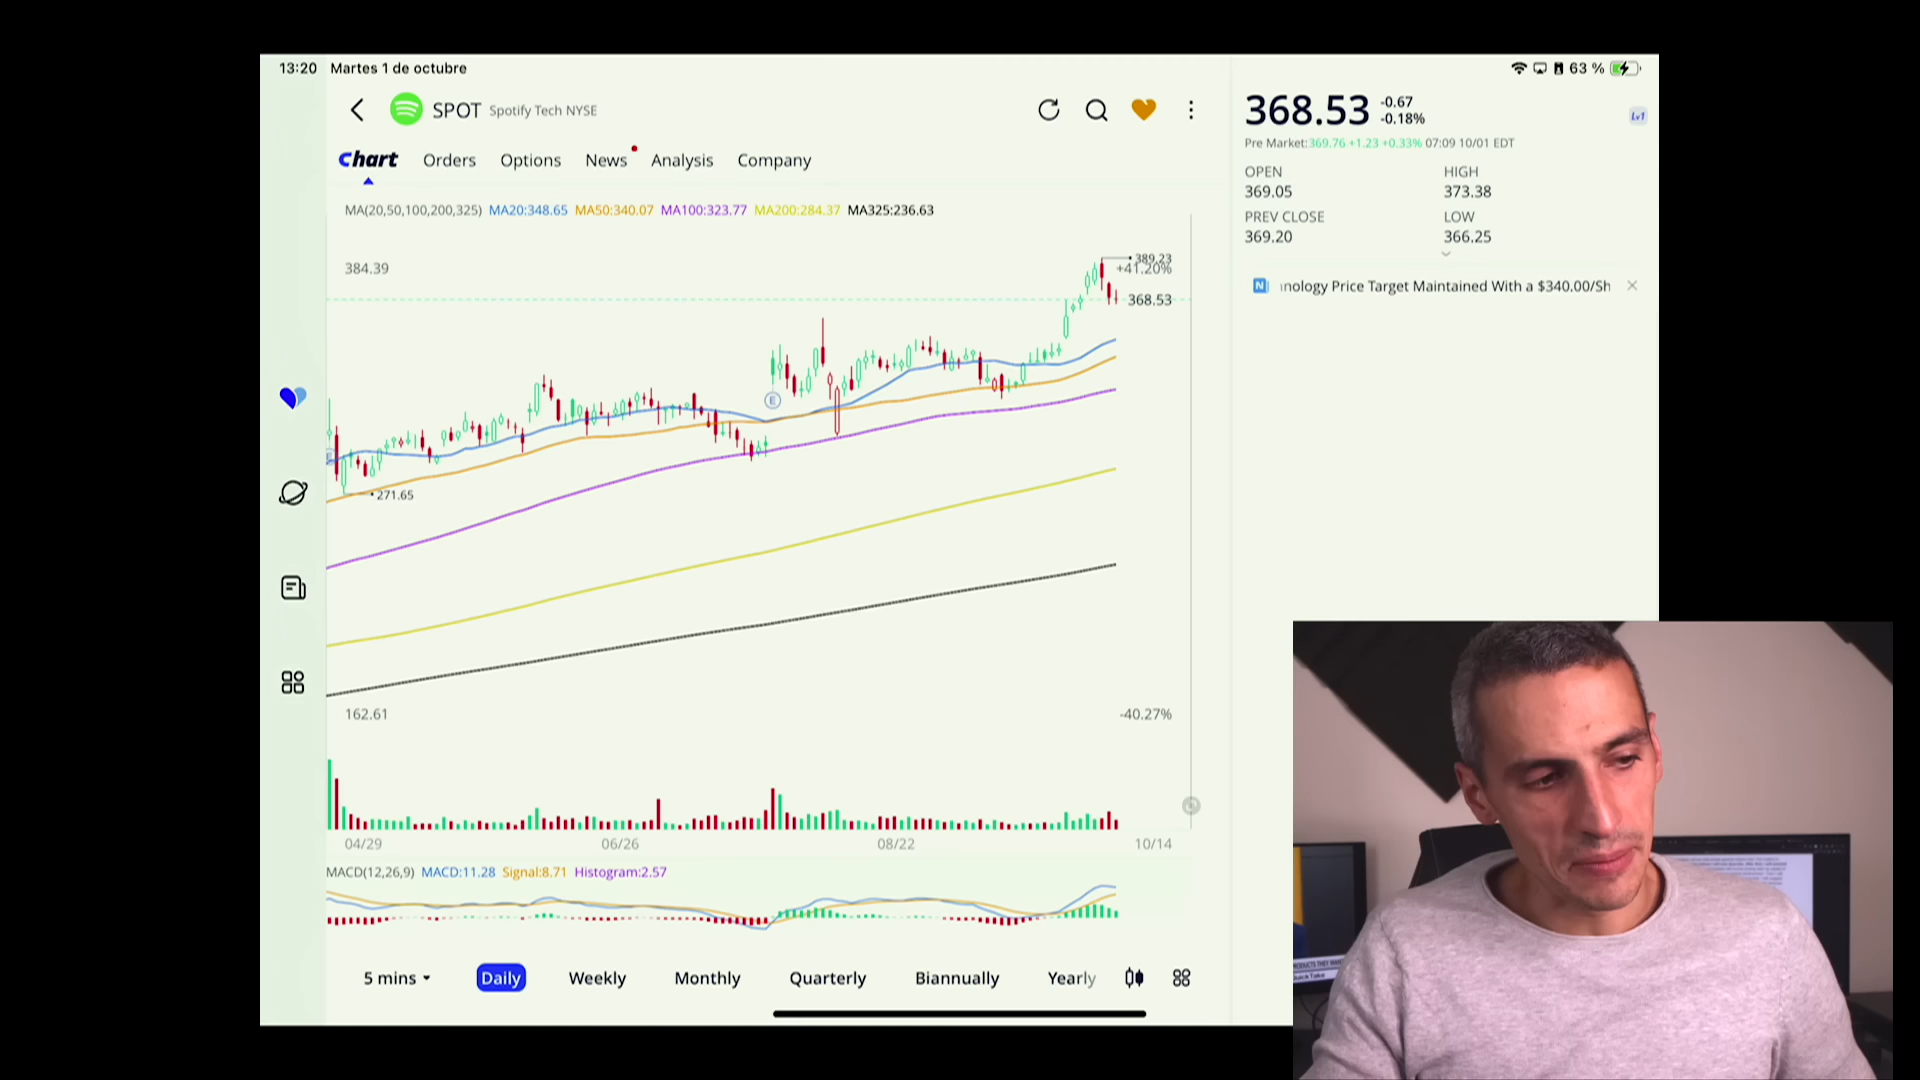 13:20 Martes 1 de octubre
63 %
SPOT Spotify Tech NYSE
Chart Orders Options News Analysis Company
MA(20,50,100,200,325) MA20:348.65 MA50:340.07 MA100:323.77 MA200:284.37 MA325:236.63
384.39
389.23
+41.20%
368.53
E
271.65
162.61
-40.27%
04/29 06/26 08/22 10/14
MACD(12,26,9) MACD:11.28 Signal:8.71 Histogram:2.57
5 mins Daily Weekly Monthly Quarterly Biannually Yearly
368.53 -0.67
-0.18%
Lv1
Pre Market:369.76 +1.23 +0.33% 07:09 10/01 EDT
OPEN HIGH
369.05 373.38
PREV CLOSE LOW
369.20 366.25
N nology Price Target Maintained With a $340.00/Sh